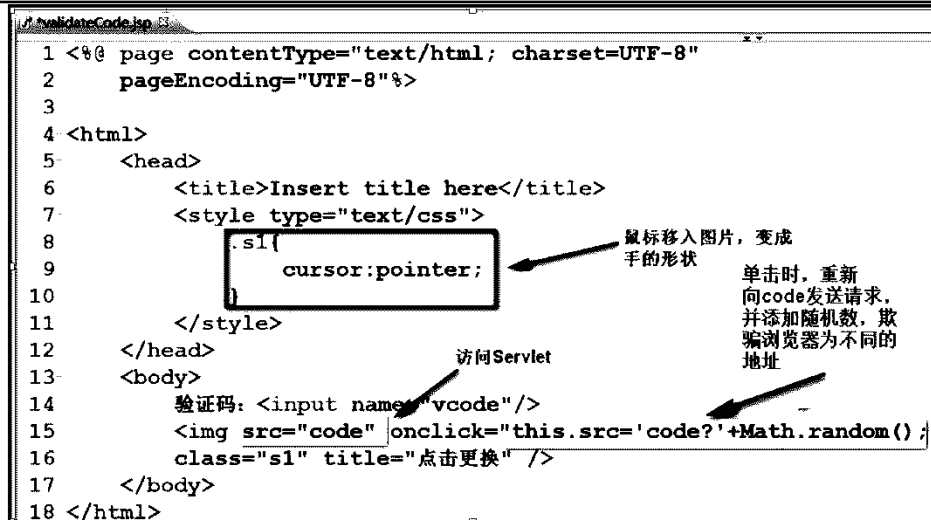 *validateCode.jsp
1 <%@ page contentType="text/html; charset=UTF-8"
2 pageEncoding="UTF-8"%>
3
4 <html>
5 <head>
6 <title>Insert title here</title>
7 <style type="text/css">
8 .s1{
9 cursor:pointer;
10 }
11 </style>
12 </head>
13 <body>
14 验证码：<input name="vcode"/>
15 <img src="code" onclick="this.src='code?'+Math.random();
16 class="s1" title="点击更换" />
17 </body>
18 </html>
鼠标移入图片，变成
手的形状
单击时，重新
向code发送请求，
并添加随机数，欺
骗浏览器为不同的
地址
访问Servlet